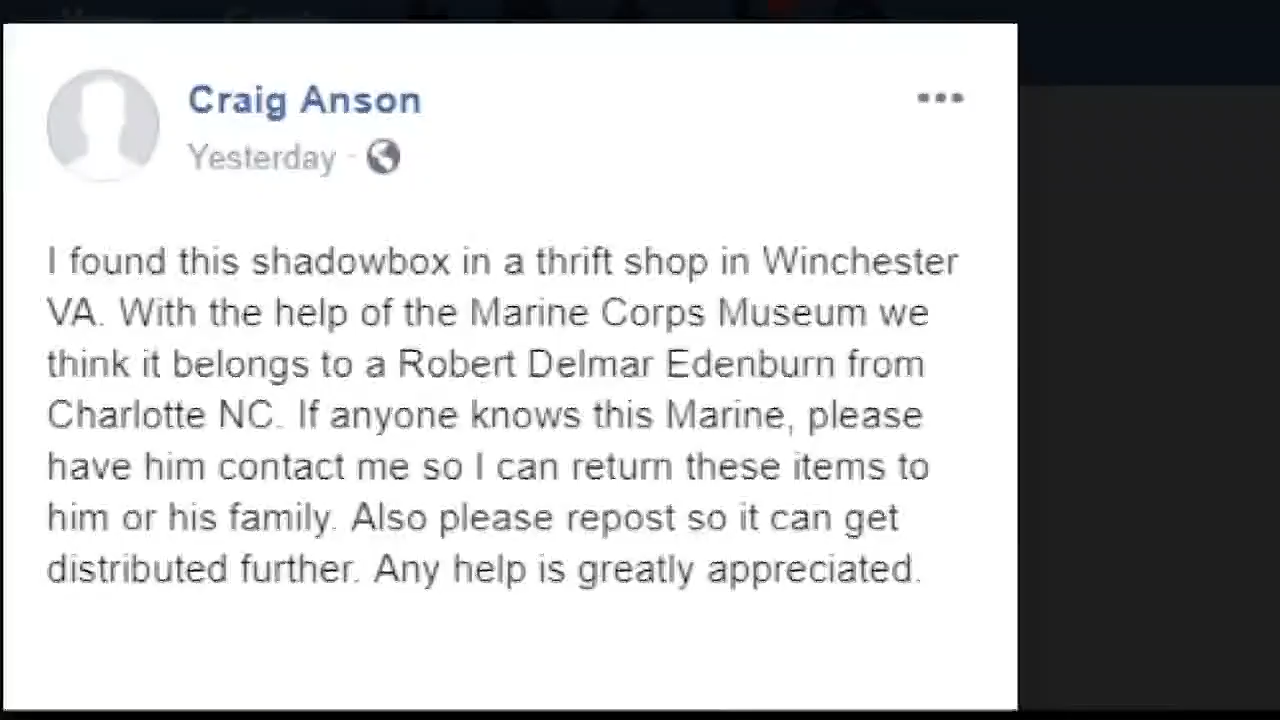 Craig Anson
Yesterday ·
I found this shadowbox in a thrift shop in Winchester
VA. With the help of the Marine Corps Museum we
think it belongs to a Robert Delmar Edenburn from
Charlotte NC. If anyone knows this Marine, please
have him contact me so I can return these items to
him or his family. Also please repost so it can get
distributed further. Any help is greatly appreciated.